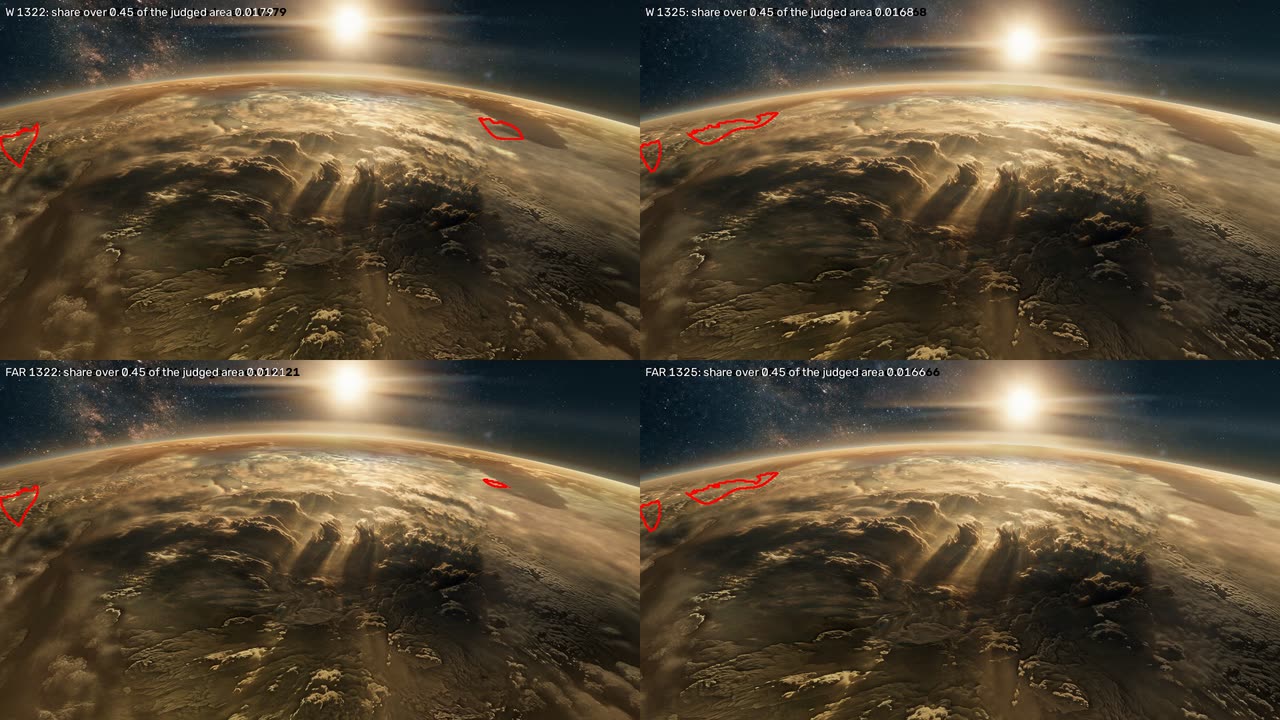 W 1322: share over 0.45 of the judged area 0.0179
W 1325: share over 0.45 of the judged area 0.0168
FAR 1322: share over 0.45 of the judged area 0.0121
FAR 1325: share over 0.45 of the judged area 0.0166